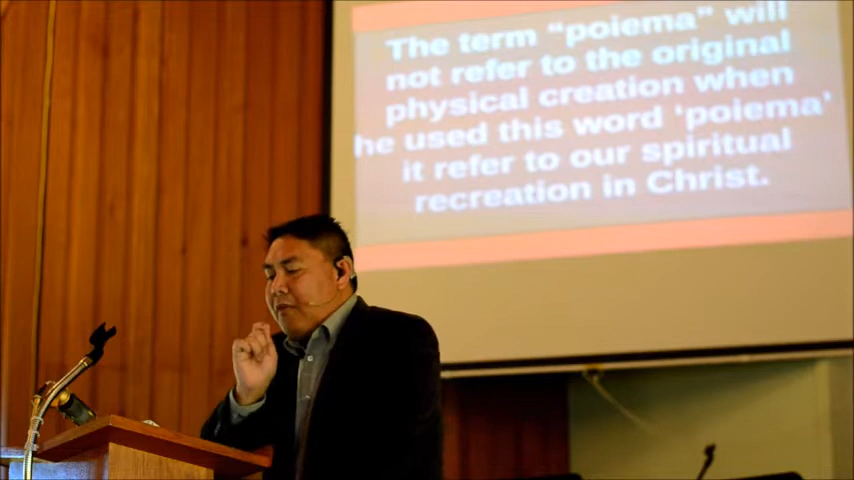 The term “poiema” will
not refer to the original
physical creation when
he used this word ‘poiema’
it refer to our spiritual
recreation in Christ.